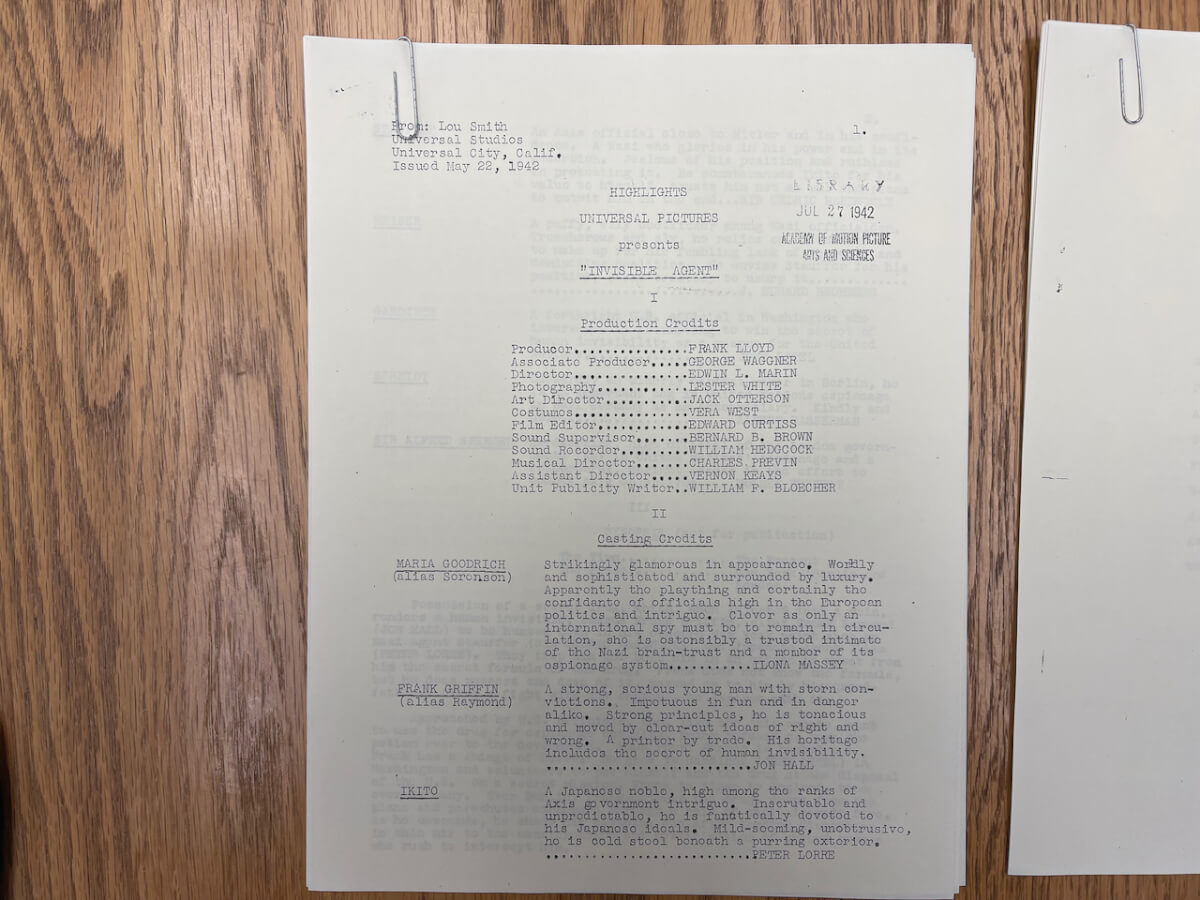 From: Lou Smith
Universal Studios
Universal City, Calif.
Issued May 22, 1942
1.
HIGHLIGHTS
LIBRARY
JUL 27 1942
ACADEMY OF MOTION PICTURE
ARTS AND SCIENCES
UNIVERSAL PICTURES
presents
"INVISIBLE AGENT"
I
Production Credits
Producer...............FRANK LLOYD
Associate Producer.....GEORGE WAGGNER
Director...............EDWIN L. MARIN
Photography............LESTER WHITE
Art Director...........JACK OTTERSON
Costumes...............VERA WEST
Film Editor............EDWARD CURTISS
Sound Supervisor.......BERNARD B. BROWN
Sound Recorder.........WILLIAM HEDGCOCK
Musical Director.......CHARLES PREVIN
Assistant Director.....VERNON KEAYS
Unit Publicity Writer..WILLIAM F. BLOECHER
II
Casting Credits
MARIA GOODRICH
(alias Sorenson)
Strikingly glamorous in appearance. Worldly
and sophisticated and surrounded by luxury.
Apparently the plaything and certainly the
confidante of officials high in the European
politics and intrigue. Clever as only an
international spy must be to remain in circu-
lation, she is ostensibly a trusted intimate
of the Nazi brain-trust and a member of its
espionage system...........ILONA MASSEY
FRANK GRIFFIN
(alias Raymond)
A strong, serious young man with stern con-
victions. Impetuous in fun and in danger
alike. Strong principles, he is tenacious
and moved by clear-cut ideas of right and
wrong. A printer by trade. His heritage
includes the secret of human invisibility.
...........................JON HALL
IKITO
A Japanese noble, high among the ranks of
Axis government intrigue. Inscrutable and
unpredictable, he is fanatically devoted to
his Japanese ideals. Mild-seeming, unobtrusive,
he is cold steel beneath a purring exterior.
...........................PETER LORRE